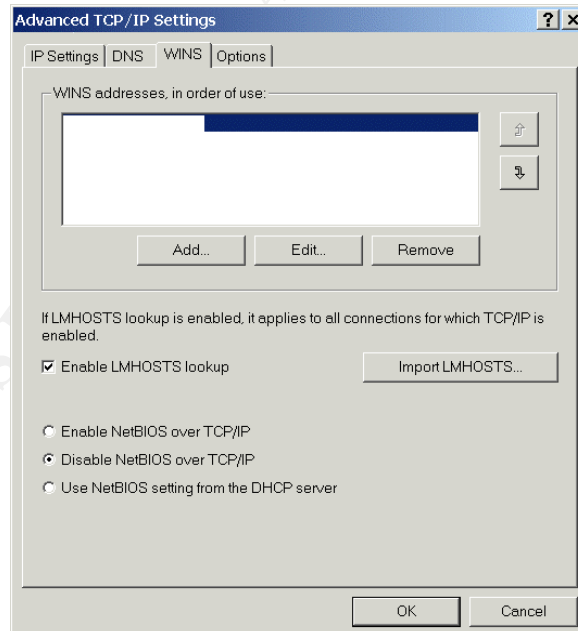 Advanced TCP/IP Settings
IP Settings DNS WINS Options
WINS addresses, in order of use:
Add... Edit... Remove
If LMHOSTS lookup is enabled, it applies to all connections for which TCP/IP is
enabled.
Enable LMHOSTS lookup Import LMHOSTS...
Enable NetBIOS over TCP/IP
Disable NetBIOS over TCP/IP
Use NetBIOS setting from the DHCP server
OK Cancel